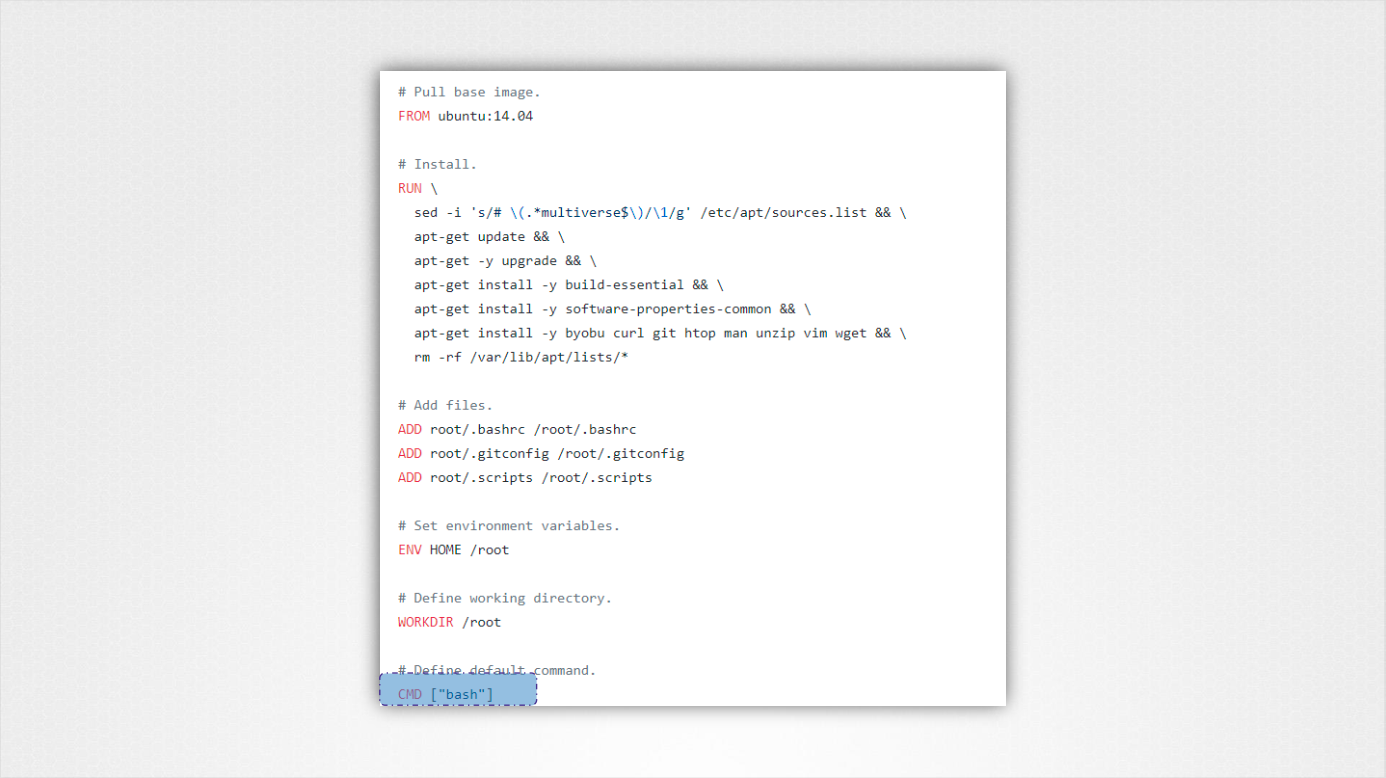 # Pull base image.
FROM ubuntu:14.04
# Install.
RUN \
sed -i 's/# \(.*multiverse$\)/\1/g' /etc/apt/sources.list && \
apt-get update && \
apt-get -y upgrade && \
apt-get install -y build-essential && \
apt-get install -y software-properties-common && \
apt-get install -y byobu curl git htop man unzip vim wget && \
rm -rf /var/lib/apt/lists/*
# Add files.
ADD root/.bashrc /root/.bashrc
ADD root/.gitconfig /root/.gitconfig
ADD root/.scripts /root/.scripts
# Set environment variables.
ENV HOME /root
# Define working directory.
WORKDIR /root
# Define default command.
CMD ["bash"]